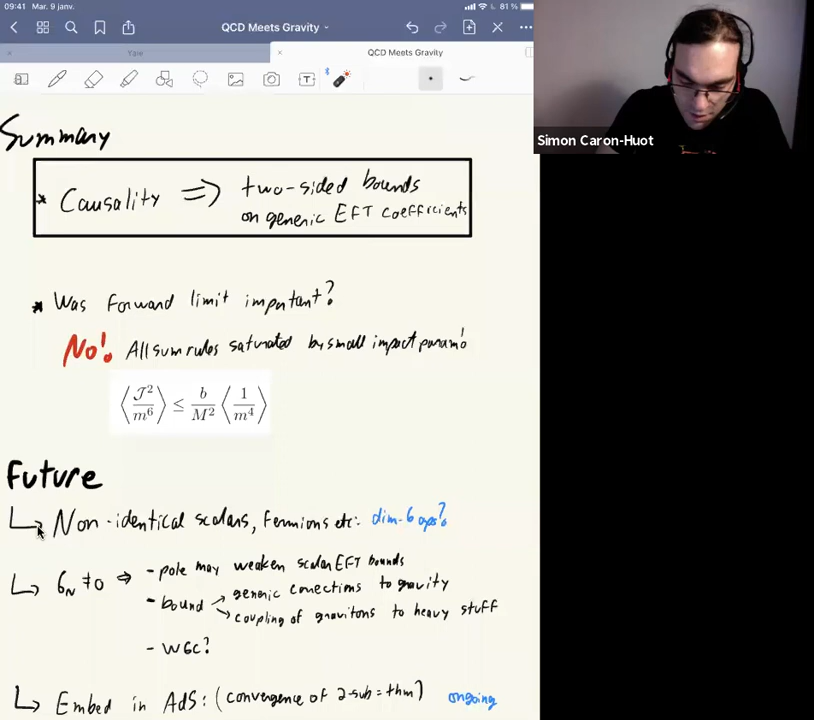 09:41 Mar. 9 janv.
81 %
QCD Meets Gravity
Yale
QCD Meets Gravity
Simon Caron-Huot
Summary
* Causality ⇒ two-sided bounds
on generic EFT coefficients
* Was forward limit important?
No! All sum rules saturated by small impact param's
⟨𝒥²/m⁶⟩ ≤ b/M² ⟨1/m⁴⟩
Future
↳ Non-identical scalars, fermions etc: dim-6 ops?
↳ G_N ≠ 0 ⇒ - pole may weaken scalar EFT bounds
- bound → generic corrections to gravity
→ coupling of gravitons to heavy stuff
- WGC?
↳ Embed in AdS: (convergence of 2-sub = thm) ongoing